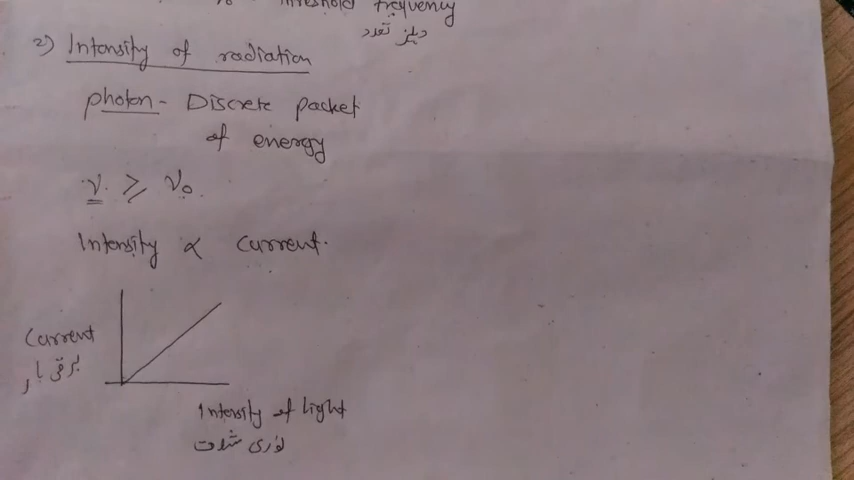 threshold frequency
دہلیز تعدد
2) Intensity of radiation
photon - Discrete packet
of energy
ν ≥ ν₀
Intensity ∝ current.
Current
برقی بار
Intensity of light
نوری شدت